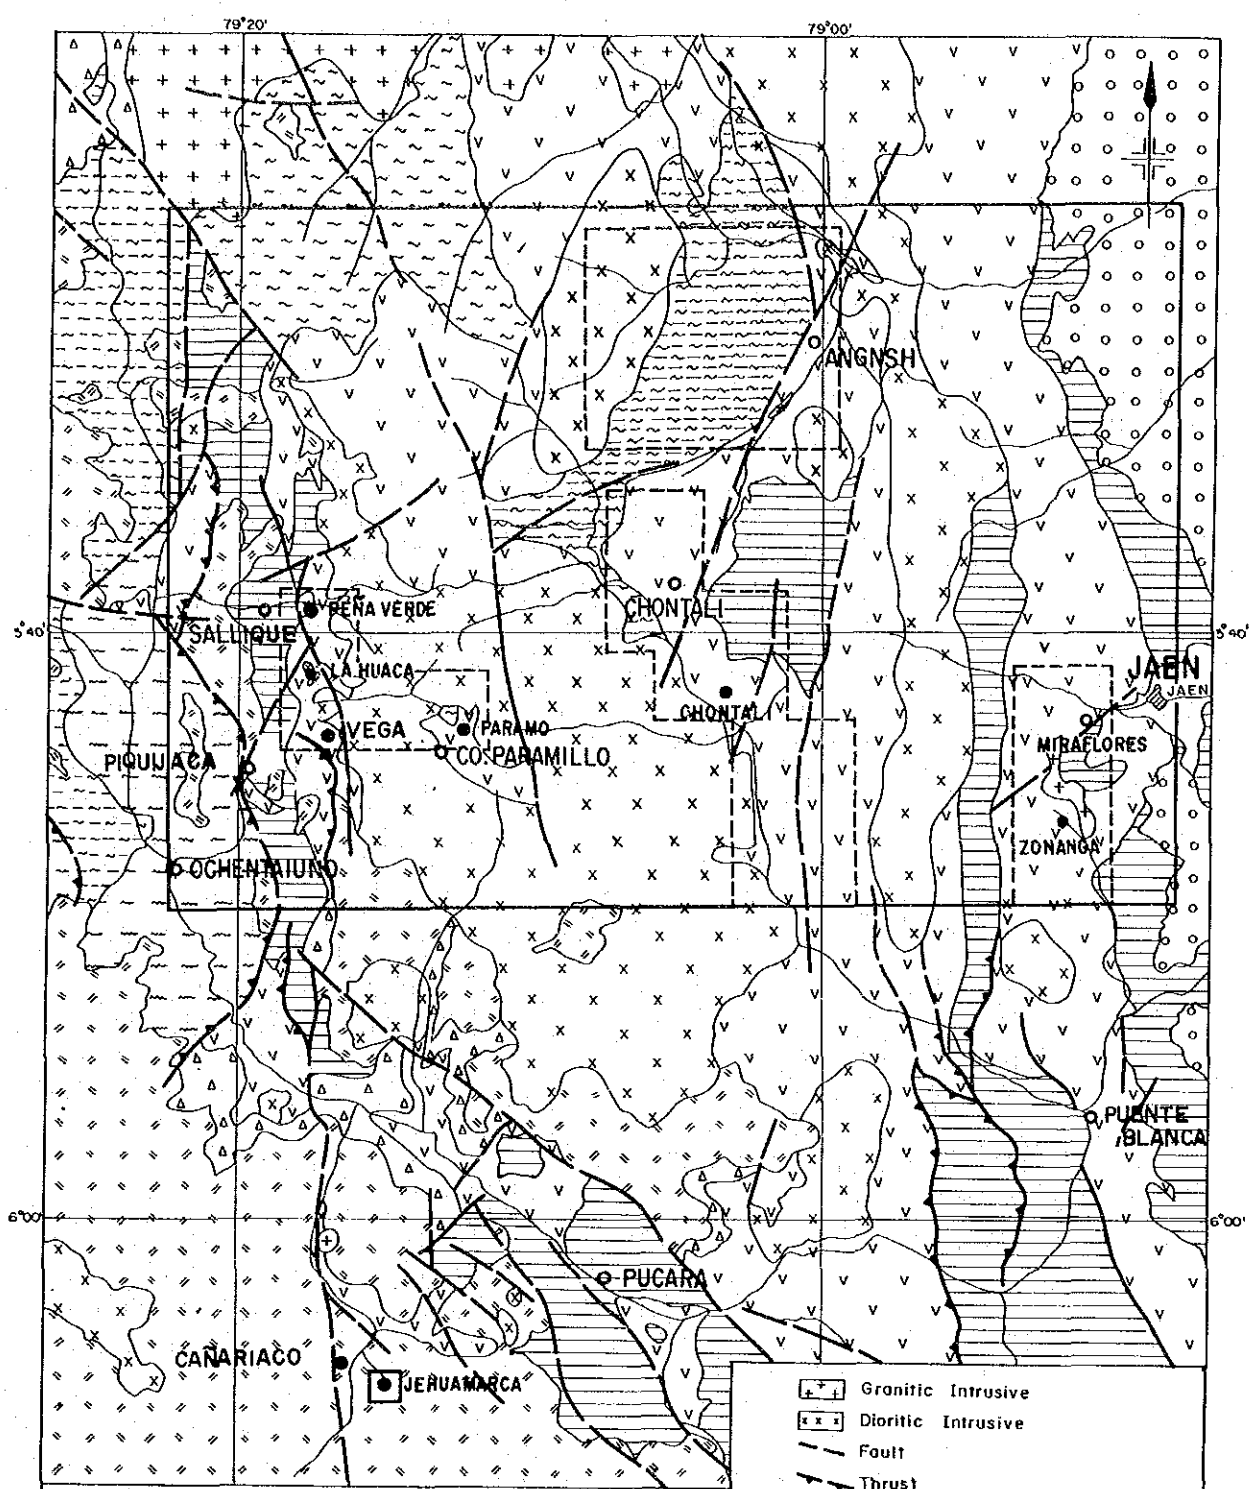 79°20'
79°00'
ANGNSH
CHONTALI
PEÑA VERDE
SALLIQUE
5°40'
5°40'
LA HUACA
JAEN
JAEN
CHONTALI
VEGA
PARAMO
MIRAFLORES
PIQUIJACA
CO. PARAMILLO
ZONANGA
OCHENTAIUNO
PUENTE
BLANCA
6°00'
6°00'
PUCARA
CAÑARIACO
JEHUAMARCA
Granitic Intrusive
Dioritic Intrusive
Fault
Thrust